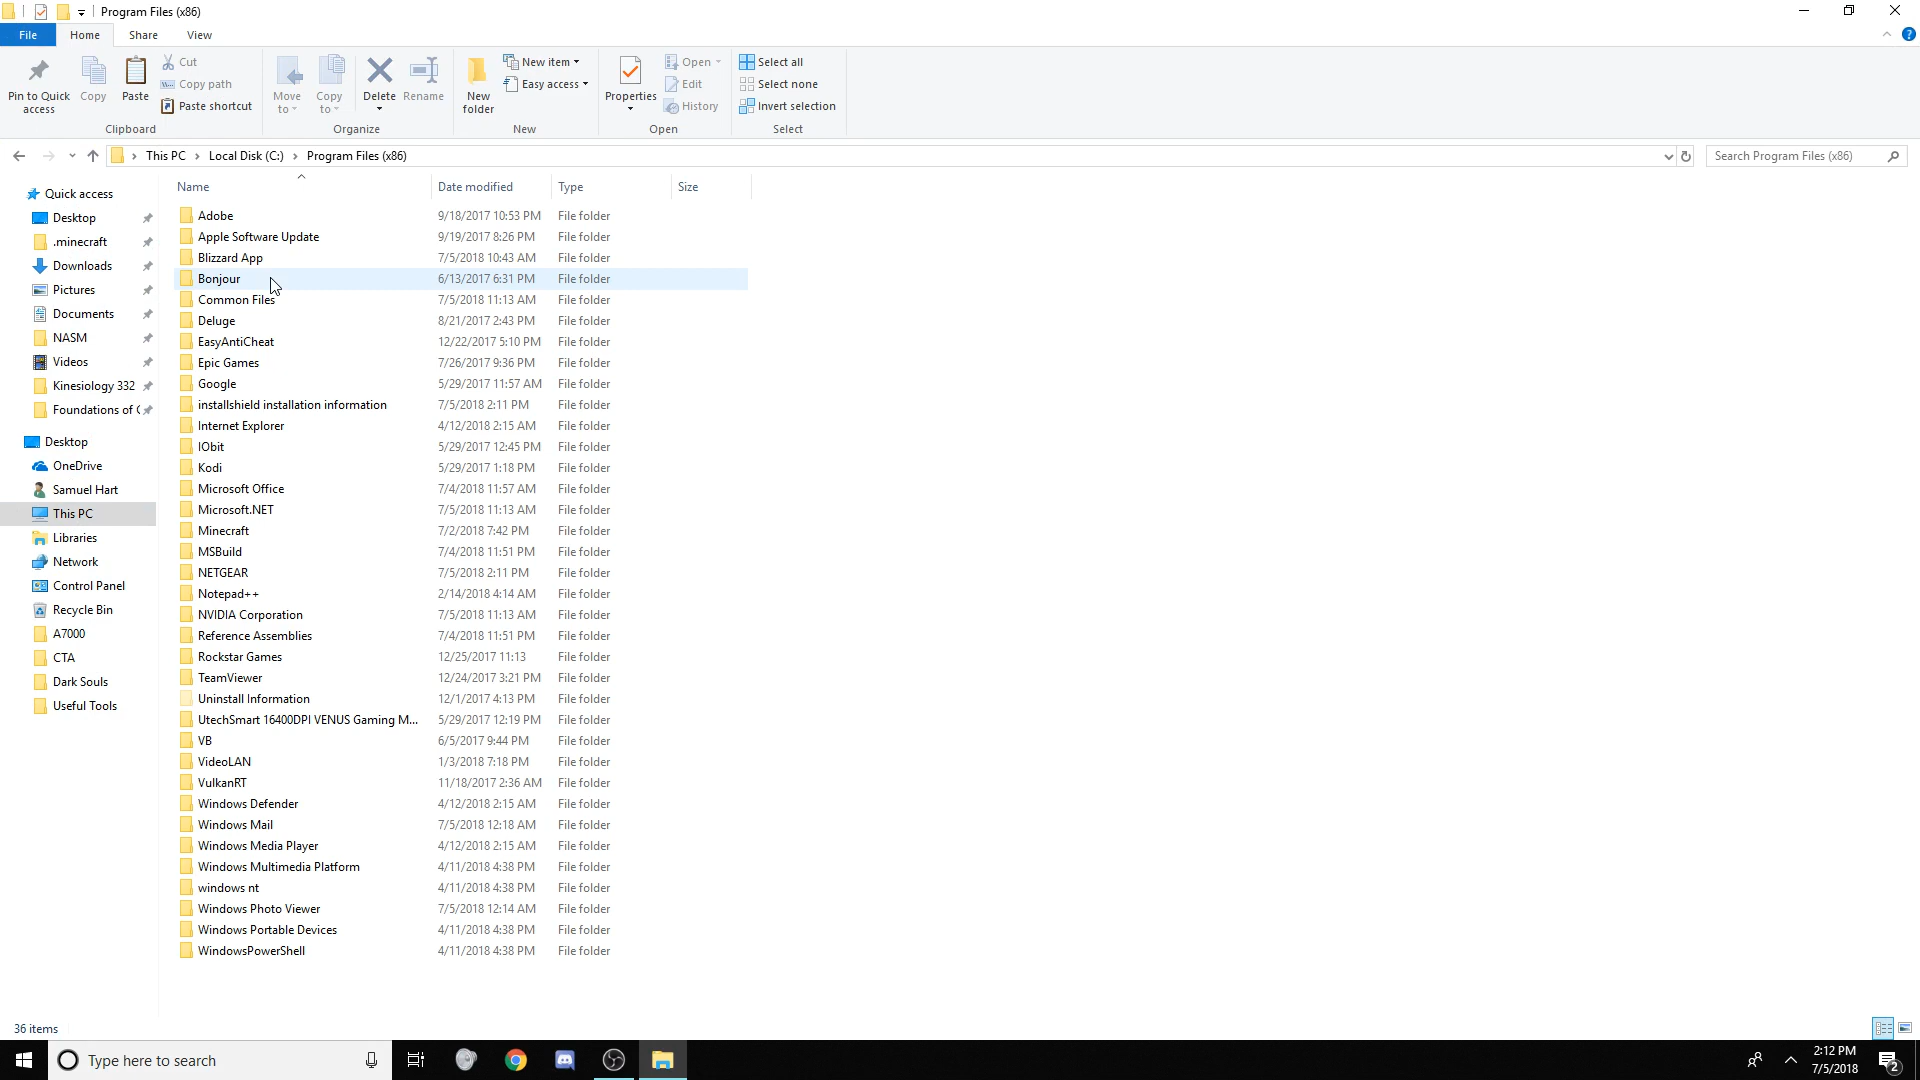 Program Files (x86)
File Home Share View
Pin to Quick access
Copy
Paste
Cut
Copy path
Paste shortcut
Clipboard
Move to
Copy to
Delete
Rename
Organize
New folder
New item
Easy access
New
Properties
Open
Edit
History
Open
Select all
Select none
Invert selection
Select
This PC Local Disk (C:) Program Files (x86)
Search Program Files (x86)
Quick access
Desktop
.minecraft
Downloads
Pictures
Documents
NASM
Videos
Kinesiology 332
Foundations of C
Desktop
OneDrive
Samuel Hart
This PC
Libraries
Network
Control Panel
Recycle Bin
A7000
CTA
Dark Souls
Useful Tools
Name Date modified Type Size
Adobe 9/18/2017 10:53 PM File folder
Apple Software Update 9/19/2017 8:26 PM File folder
Blizzard App 7/5/2018 10:43 AM File folder
Bonjour 6/13/2017 6:31 PM File folder
Common Files 7/5/2018 11:13 AM File folder
Deluge 8/21/2017 2:43 PM File folder
EasyAntiCheat 12/22/2017 5:10 PM File folder
Epic Games 7/26/2017 9:36 PM File folder
Google 5/29/2017 11:57 AM File folder
installshield installation information 7/5/2018 2:11 PM File folder
Internet Explorer 4/12/2018 2:15 AM File folder
IObit 5/29/2017 12:45 PM File folder
Kodi 5/29/2017 1:18 PM File folder
Microsoft Office 7/4/2018 11:57 AM File folder
Microsoft.NET 7/5/2018 11:13 AM File folder
Minecraft 7/2/2018 7:42 PM File folder
MSBuild 7/4/2018 11:51 PM File folder
NETGEAR 7/5/2018 2:11 PM File folder
Notepad++ 2/14/2018 4:14 AM File folder
NVIDIA Corporation 7/5/2018 11:13 AM File folder
Reference Assemblies 7/4/2018 11:51 PM File folder
Rockstar Games 12/25/2017 11:13 File folder
TeamViewer 12/24/2017 3:21 PM File folder
Uninstall Information 12/1/2017 4:13 PM File folder
UtechSmart 16400DPI VENUS Gaming M... 5/29/2017 12:19 PM File folder
VB 6/5/2017 9:44 PM File folder
VideoLAN 1/3/2018 7:18 PM File folder
VulkanRT 11/18/2017 2:36 AM File folder
Windows Defender 4/12/2018 2:15 AM File folder
Windows Mail 7/5/2018 12:18 AM File folder
Windows Media Player 4/12/2018 2:15 AM File folder
Windows Multimedia Platform 4/11/2018 4:38 PM File folder
windows nt 4/11/2018 4:38 PM File folder
Windows Photo Viewer 7/5/2018 12:14 AM File folder
Windows Portable Devices 4/11/2018 4:38 PM File folder
WindowsPowerShell 4/11/2018 4:38 PM File folder
36 items
Type here to search
2:12 PM
7/5/2018
2